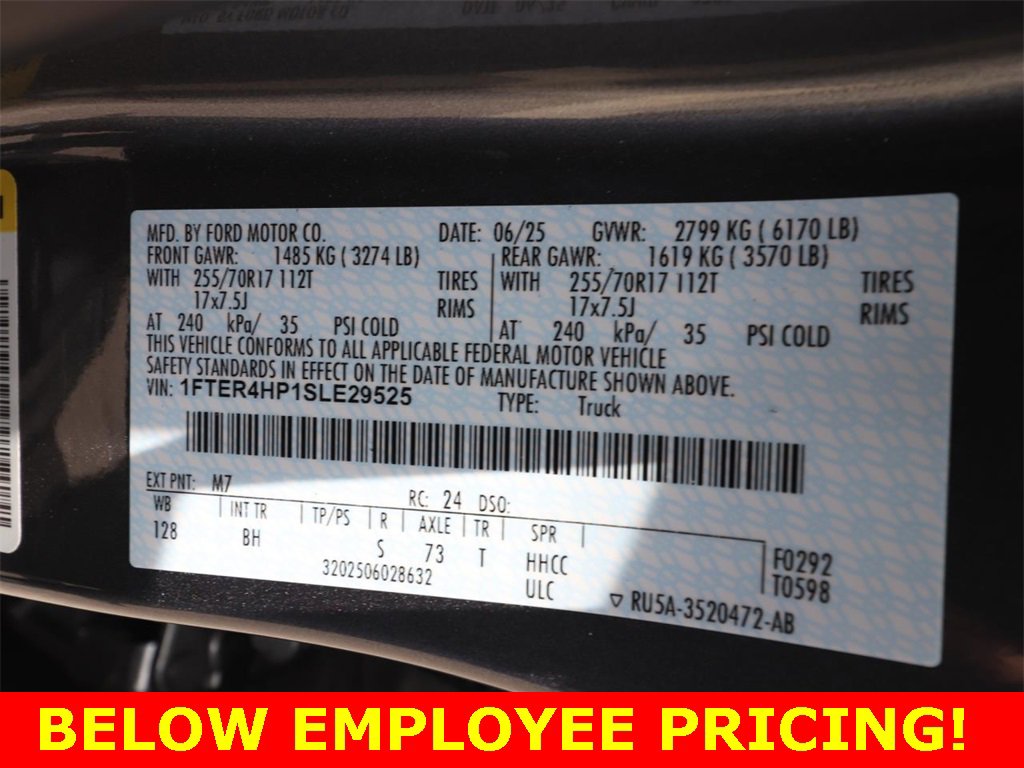 MFD. BY FORD MOTOR CO. DATE: 06/25 GVWR: 2799 KG ( 6170 LB)
FRONT GAWR: 1485 KG ( 3274 LB) REAR GAWR: 1619 KG ( 3570 LB)
WITH 255/70R17 112T TIRES WITH 255/70R17 112T TIRES
17x7.5J RIMS 17x7.5J RIMS
AT 240 kPa/ 35 PSI COLD AT 240 kPa/ 35 PSI COLD
THIS VEHICLE CONFORMS TO ALL APPLICABLE FEDERAL MOTOR VEHICLE
SAFETY STANDARDS IN EFFECT ON THE DATE OF MANUFACTURE SHOWN ABOVE.
VIN: 1FTER4HP1SLE29525 TYPE: Truck
EXT PNT: M7 RC: 24 DSO:
WB INT TR TP/PS R AXLE TR SPR
128 BH S 73 T HHCC F0292
3202506028632 ULC T0598
▽ RU5A-3520472-AB
BELOW EMPLOYEE PRICING!